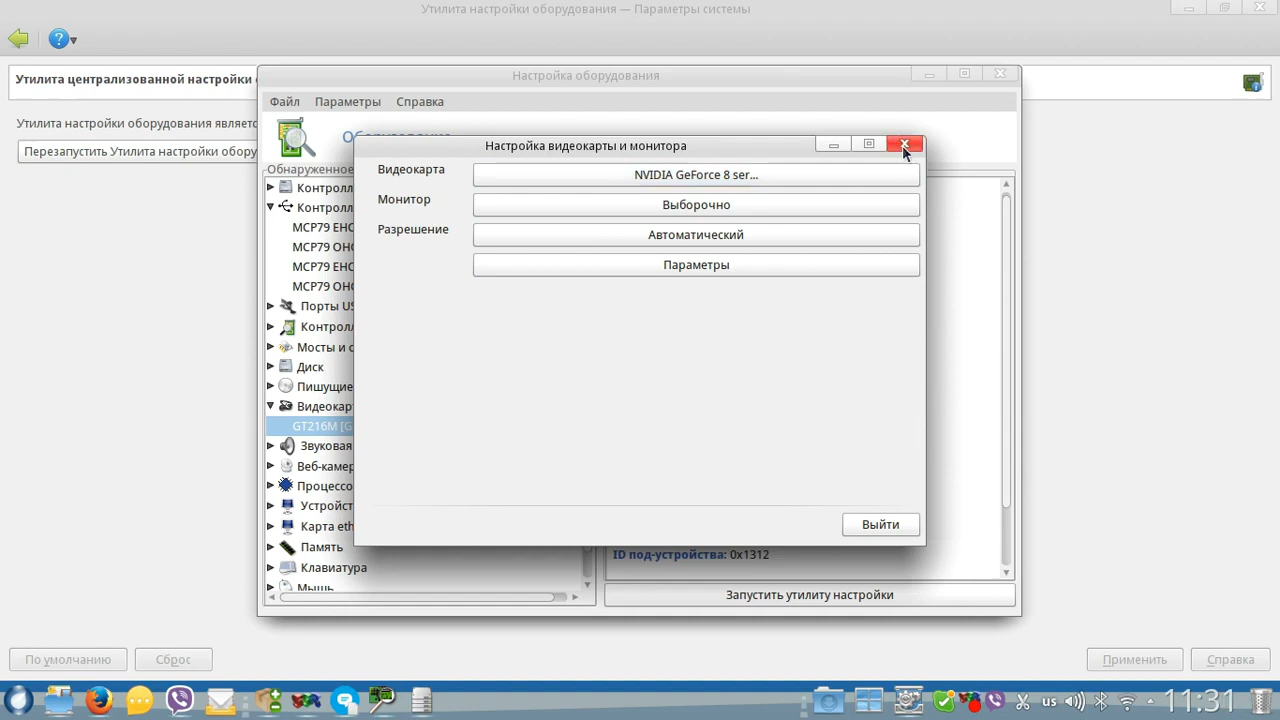 Утилита настройки оборудования — Параметры системы
Утилита централизованной настройки
Утилита настройки оборудования являетс
Перезапустить Утилита настройки обору
Настройка оборудования
Файл Параметры Справка
Обнаруженное
Контрол
Контрол
MCP79 EHC
MCP79 OHC
MCP79 EHC
MCP79 OHC
Порты US
Контрол
Мосты и с
Диск
Пишущие
Видеокар
GT216M [G
Звуковая
Веб-камер
Процессо
Устройст
Карта eth
Память
Клавиатура
Мышь
Настройка видеокарты и монитора
Видеокарта NVIDIA GeForce 8 ser...
Монитор Выборочно
Разрешение Автоматический
Параметры
Выйти
ID под-устройства: 0x1312
Запустить утилиту настройки
По умолчанию Сброс Применить Справка
us 11:31